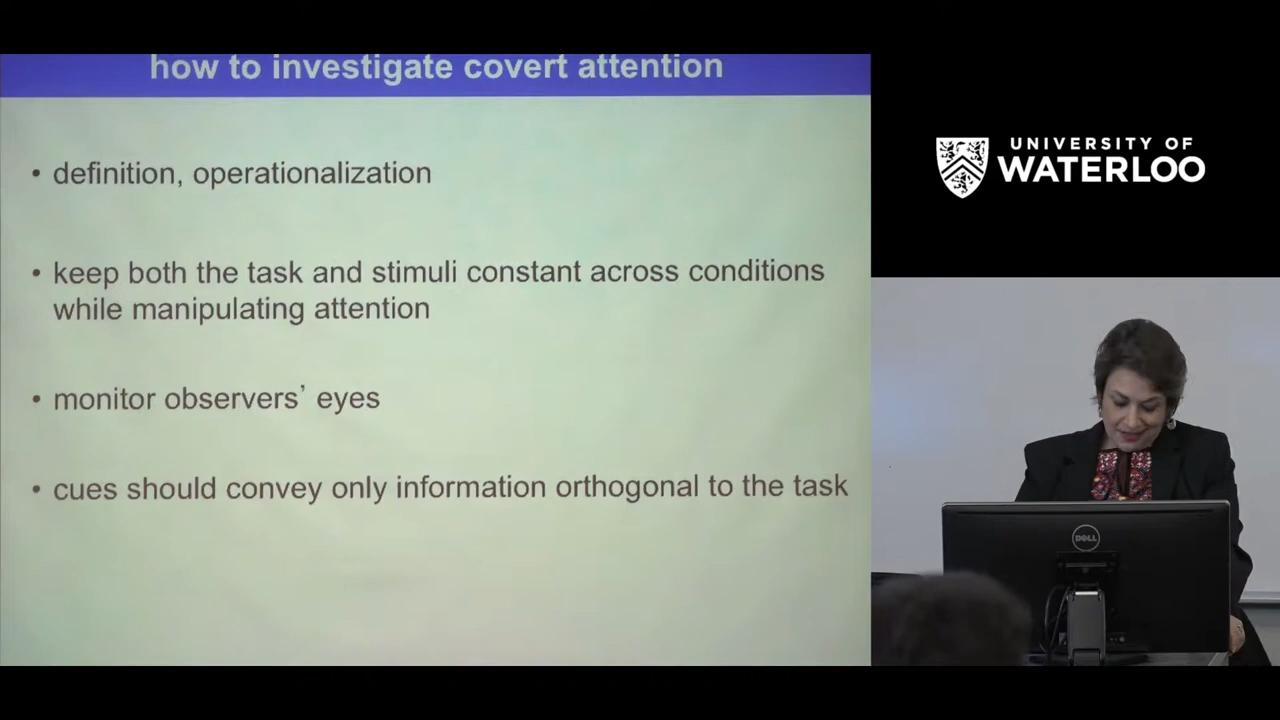 how to investigate covert attention
• definition, operationalization
• keep both the task and stimuli constant across conditions
while manipulating attention
• monitor observers’ eyes
• cues should convey only information orthogonal to the task
UNIVERSITY OF
WATERLOO
DELL